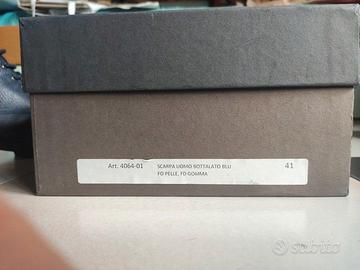 Art. 4064-01 SCARPA UOMO BOTTALATO BLU 41
FO PELLE, FO GOMMA
subito